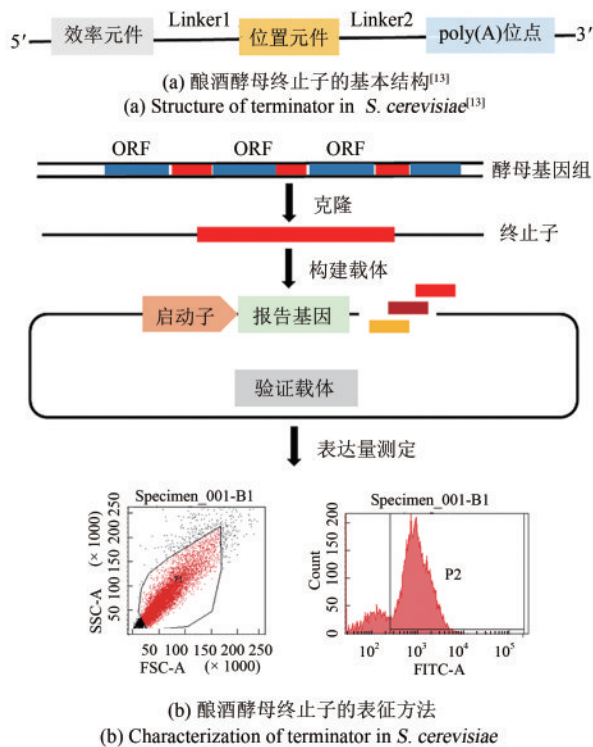 5′ 效率元件 Linker1 位置元件 Linker2 poly(A)位点 3′
(a) 酿酒酵母终止子的基本结构[13]
(a) Structure of terminator in S. cerevisiae[13]
ORF ORF ORF
酵母基因组
克隆
终止子
构建载体
启动子 报告基因
验证载体
表达量测定
Specimen_001-B1
SSC-A (× 1000)
50 100 150 200 250
50 100 150 200 250
FSC-A (× 1000)
Specimen_001-B1
Count
0 50 100 150 200
P2
10² 10³ 10⁴ 10⁵
FITC-A
(b) 酿酒酵母终止子的表征方法
(b) Characterization of terminator in S. cerevisiae